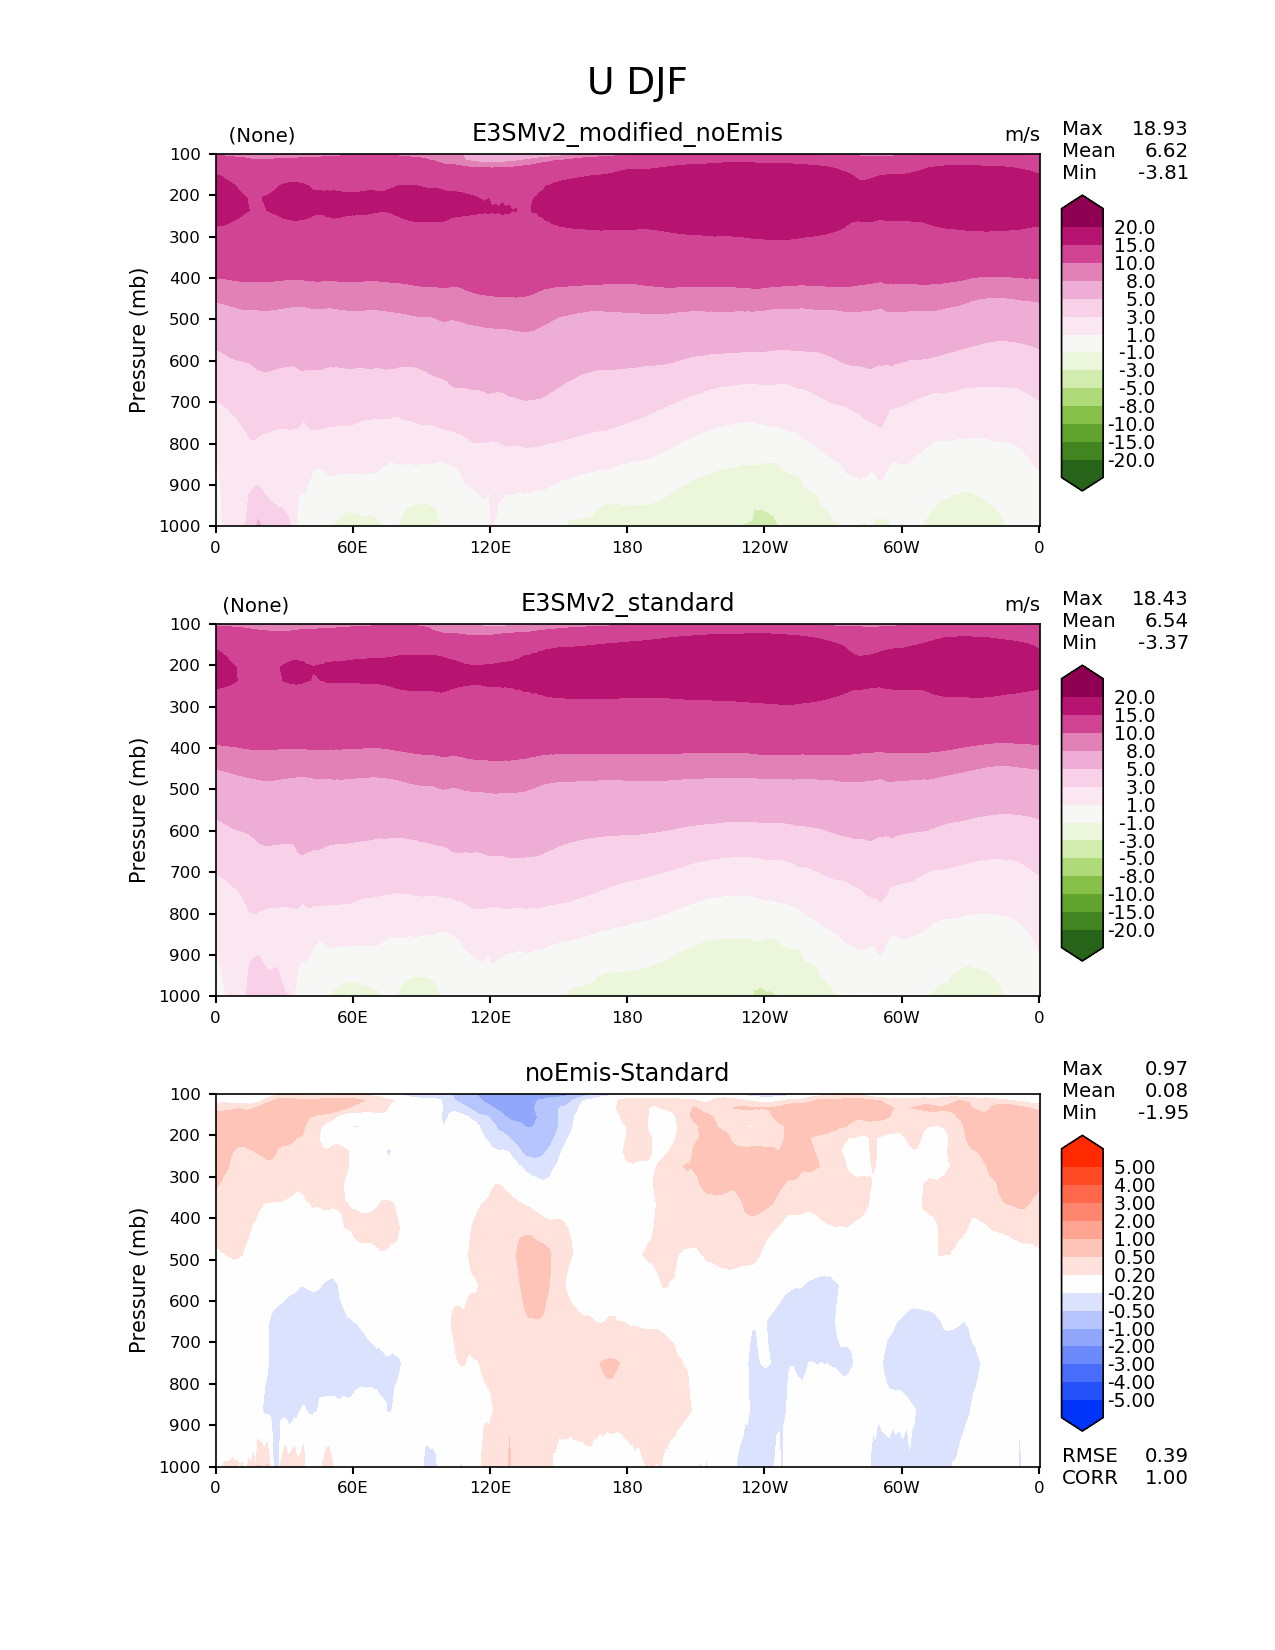 U DJF
(None)
E3SMv2_modified_noEmis
m/s
Max 18.93
Mean 6.62
Min -3.81
Pressure (mb)
100
200
300
400
500
600
700
800
900
1000
0 60E 120E 180 120W 60W 0
20.0
15.0
10.0
8.0
5.0
3.0
1.0
-1.0
-3.0
-5.0
-8.0
-10.0
-15.0
-20.0
(None)
E3SMv2_standard
m/s
Max 18.43
Mean 6.54
Min -3.37
Pressure (mb)
100
200
300
400
500
600
700
800
900
1000
0 60E 120E 180 120W 60W 0
20.0
15.0
10.0
8.0
5.0
3.0
1.0
-1.0
-3.0
-5.0
-8.0
-10.0
-15.0
-20.0
noEmis-Standard
Max 0.97
Mean 0.08
Min -1.95
Pressure (mb)
100
200
300
400
500
600
700
800
900
1000
0 60E 120E 180 120W 60W 0
5.00
4.00
3.00
2.00
1.00
0.50
0.20
-0.20
-0.50
-1.00
-2.00
-3.00
-4.00
-5.00
RMSE 0.39
CORR 1.00